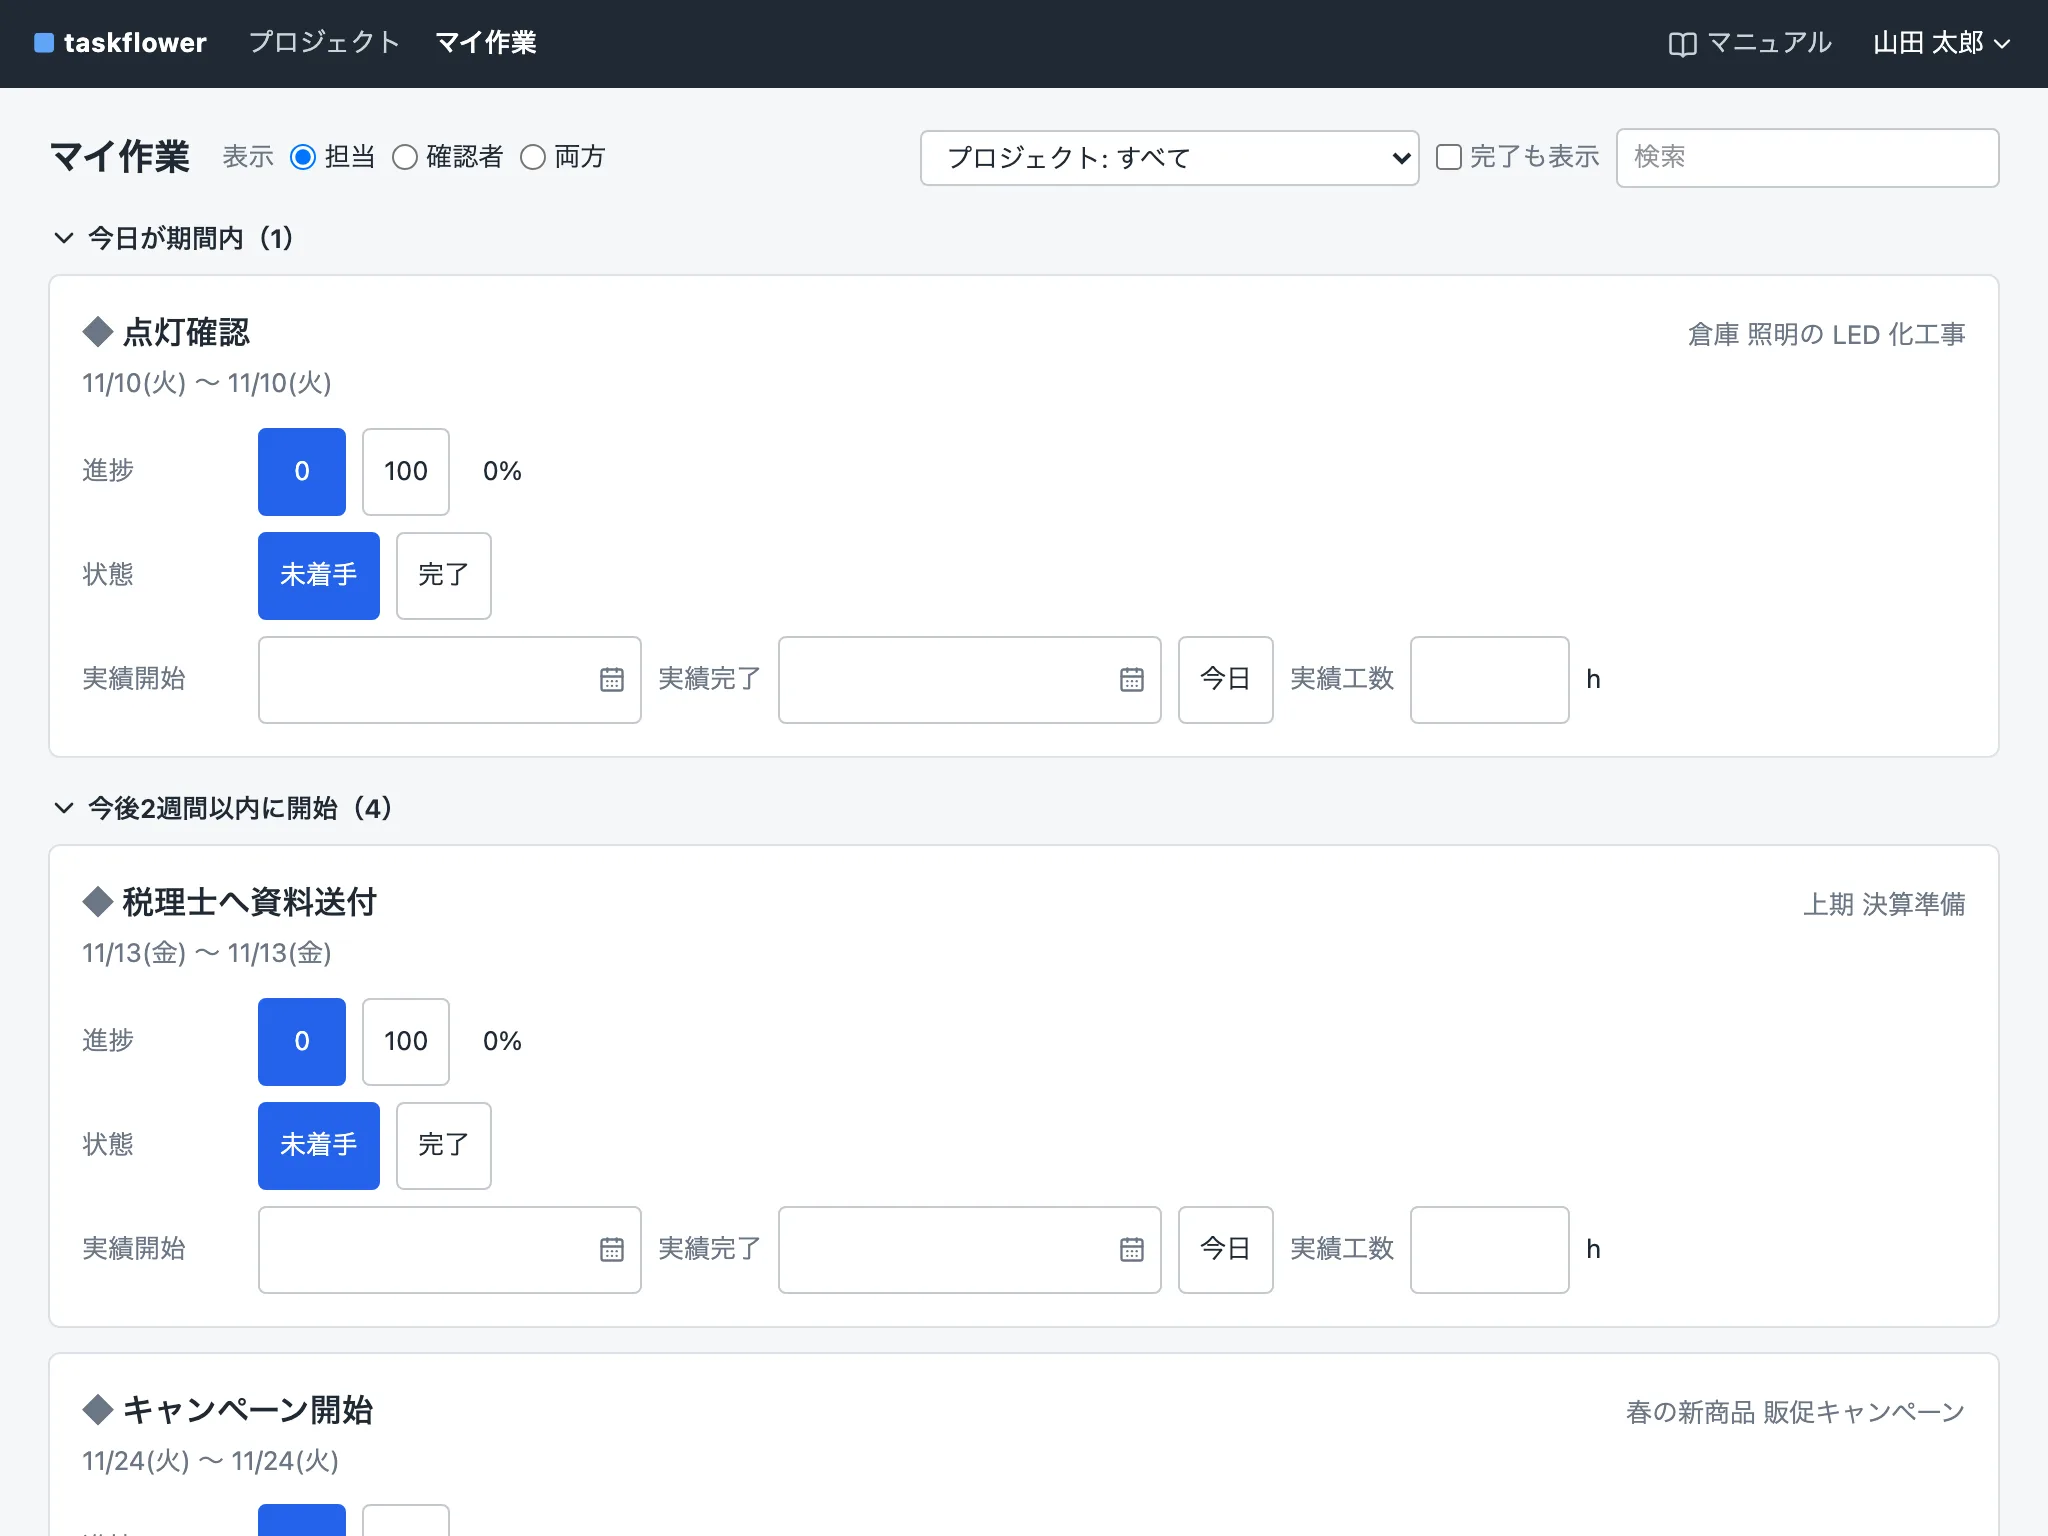 taskflower プロジェクト マイ作業 マニュアル 山田 太郎
マイ作業 表示 担当 確認者 両方 プロジェクト: すべて 完了も表示 検索
今日が期間内（1）
点灯確認 倉庫 照明の LED 化工事
11/10(火) 〜 11/10(火)
進捗 0 100 0%
状態 未着手 完了
実績開始 実績完了 今日 実績工数 h
今後2週間以内に開始（4）
税理士へ資料送付 上期 決算準備
11/13(金) 〜 11/13(金)
進捗 0 100 0%
状態 未着手 完了
実績開始 実績完了 今日 実績工数 h
キャンペーン開始 春の新商品 販促キャンペーン
11/24(火) 〜 11/24(火)